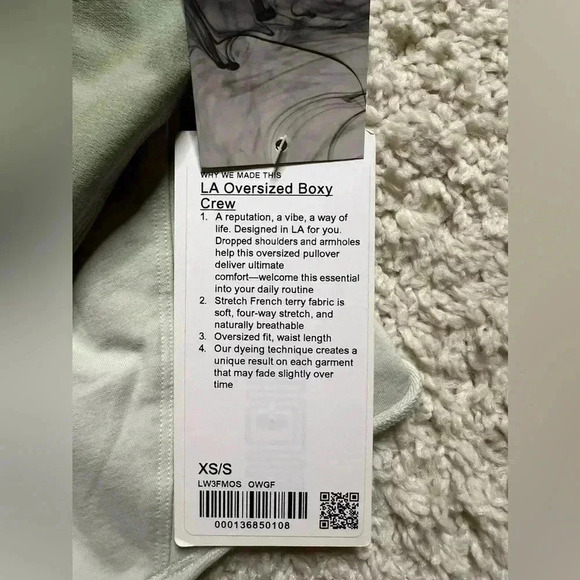 WHY WE MADE THIS
LA Oversized Boxy
Crew
1. A reputation, a vibe, a way of
life. Designed in LA for you.
Dropped shoulders and armholes
help this oversized pullover
deliver ultimate
comfort—welcome this essential
into your daily routine
2. Stretch French terry fabric is
soft, four-way stretch, and
naturally breathable
3. Oversized fit, waist length
4. Our dyeing technique creates a
unique result on each garment
that may fade slightly over
time
XS/S
LW3FMOS OWGF
000136850108